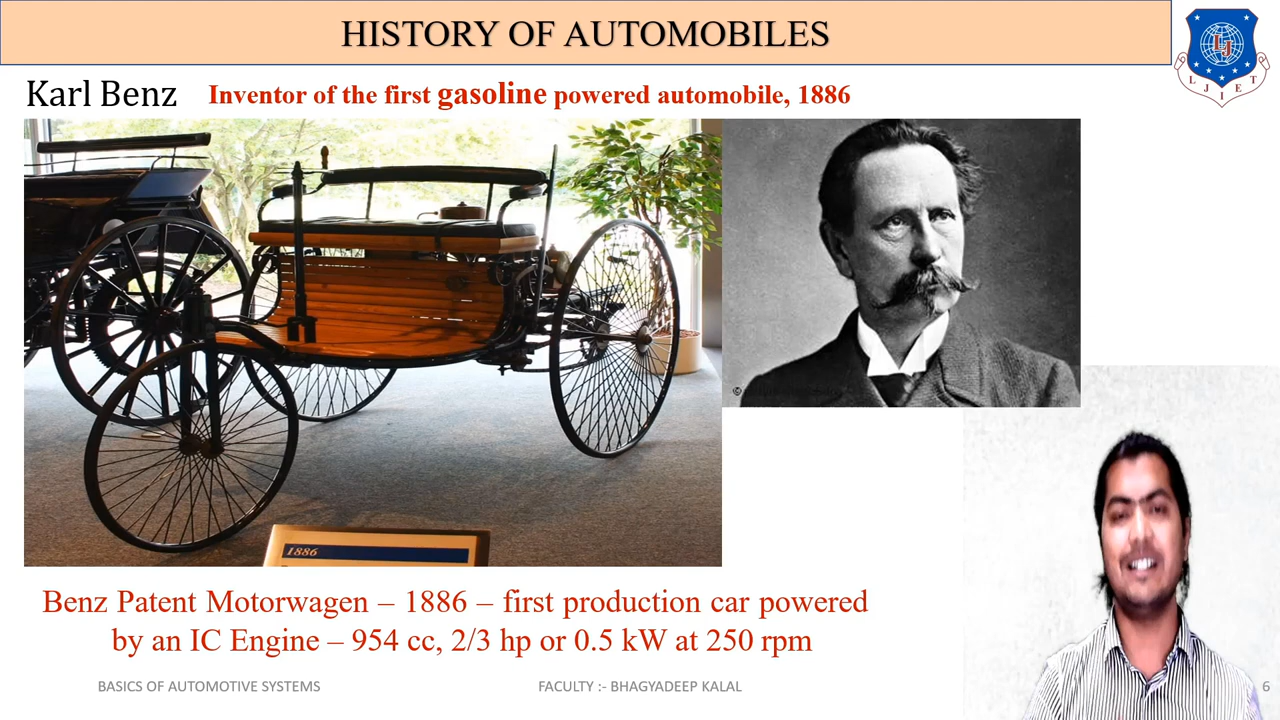 HISTORY OF AUTOMOBILES
LJ
L J I E T
Karl Benz
Inventor of the first gasoline powered automobile, 1886
©
1886
Benz Patent Motorwagen – 1886 – first production car powered
by an IC Engine – 954 cc, 2/3 hp or 0.5 kW at 250 rpm
BASICS OF AUTOMOTIVE SYSTEMS
FACULTY :- BHAGYADEEP KALAL
6